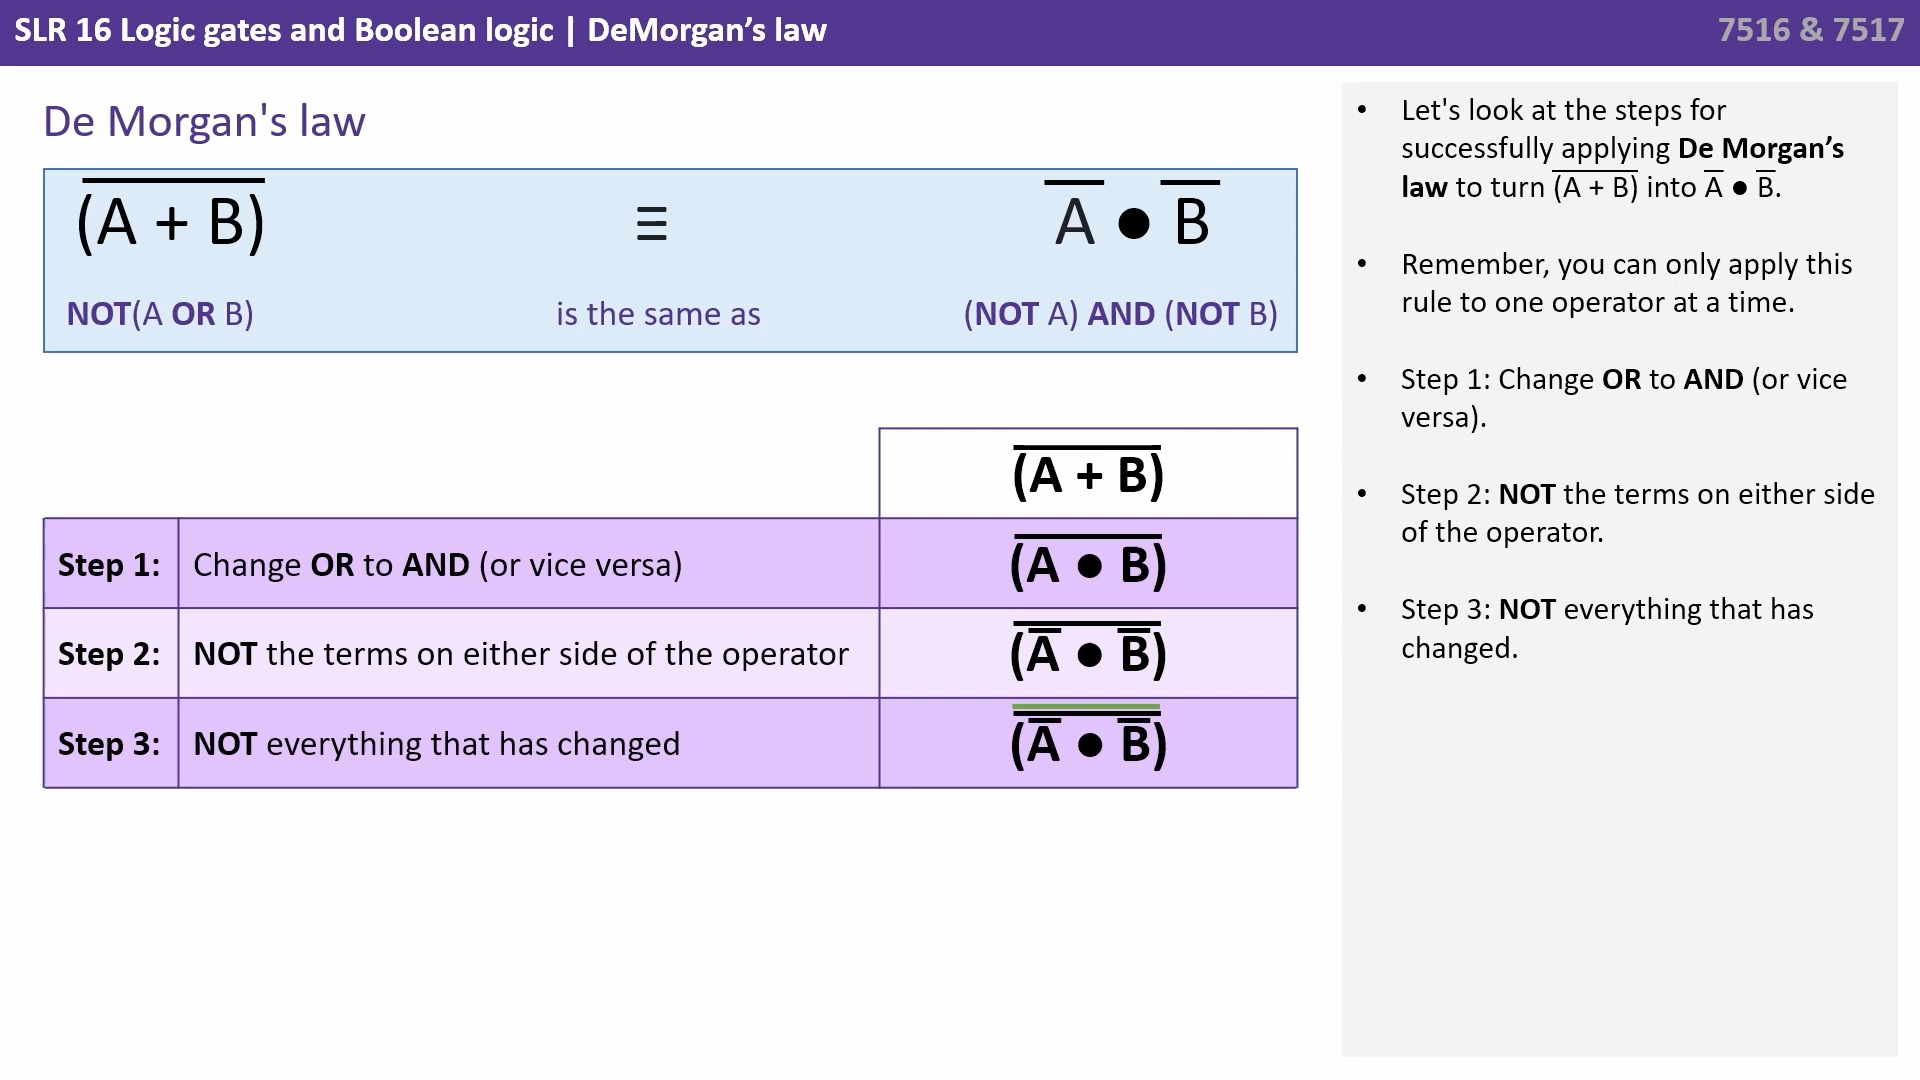 SLR 16 Logic gates and Boolean logic | DeMorgan’s law
7516 & 7517
De Morgan's law
(A̅ ̅+̅ ̅B̅) ≡ A̅ ● B̅
NOT(A OR B) is the same as (NOT A) AND (NOT B)
(A̅ ̅+̅ ̅B̅)
Step 1: Change OR to AND (or vice versa) (A̅ ̅●̅ ̅B̅)
Step 2: NOT the terms on either side of the operator (A̿ ̅●̅ ̅B̿)
Step 3: NOT everything that has changed (A̿̅ ̿●̿ ̿B̿̅)
• Let's look at the steps for
successfully applying De Morgan’s
law to turn (A̅ ̅+̅ ̅B̅) into A̅ ● B̅.
• Remember, you can only apply this
rule to one operator at a time.
• Step 1: Change OR to AND (or vice
versa).
• Step 2: NOT the terms on either side
of the operator.
• Step 3: NOT everything that has
changed.